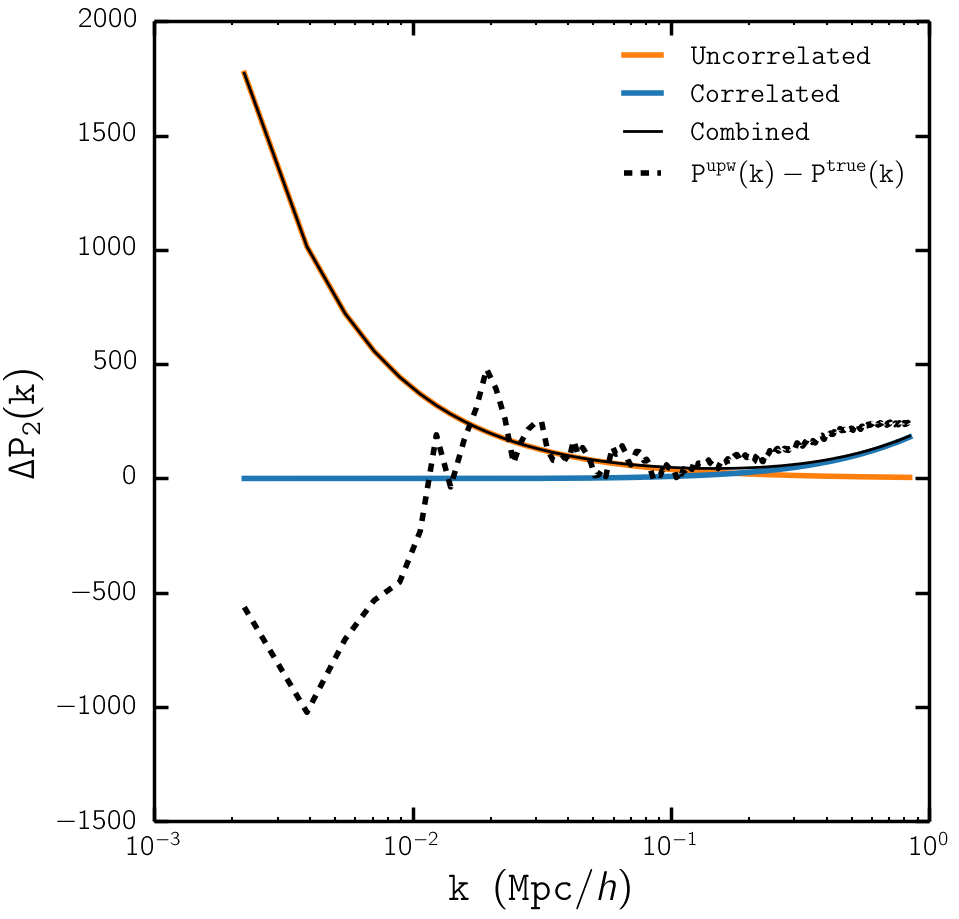 2000
1500
1000
500
0
−500
−1000
−1500
ΔP₂(k)
Uncorrelated
Correlated
Combined
Pᵘᵖʷ(k) − Pᵗʳᵘᵉ(k)
10⁻³ 10⁻² 10⁻¹ 10⁰
k (Mpc/h)